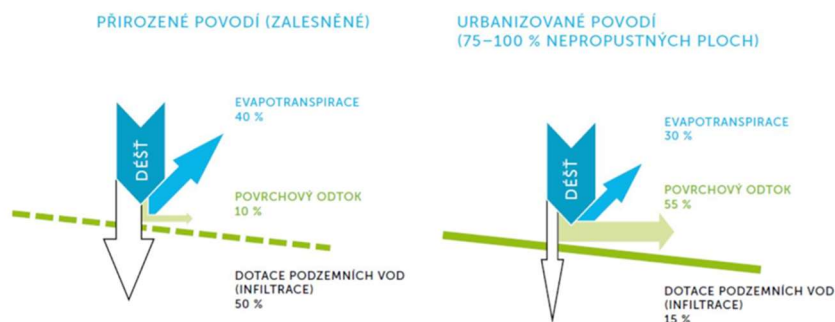 PŘIROZENÉ POVODÍ (ZALESNĚNÉ)
DÉŠŤ
EVAPOTRANSPIRACE
40 %
POVRCHOVÝ ODTOK
10 %
DOTACE PODZEMNÍCH VOD
(INFILTRACE)
50 %
URBANIZOVANÉ POVODÍ
(75–100 % NEPROPUSTNÝCH PLOCH)
DÉŠŤ
EVAPOTRANSPIRACE
30 %
POVRCHOVÝ ODTOK
55 %
DOTACE PODZEMNÍCH VOD
(INFILTRACE)
15 %